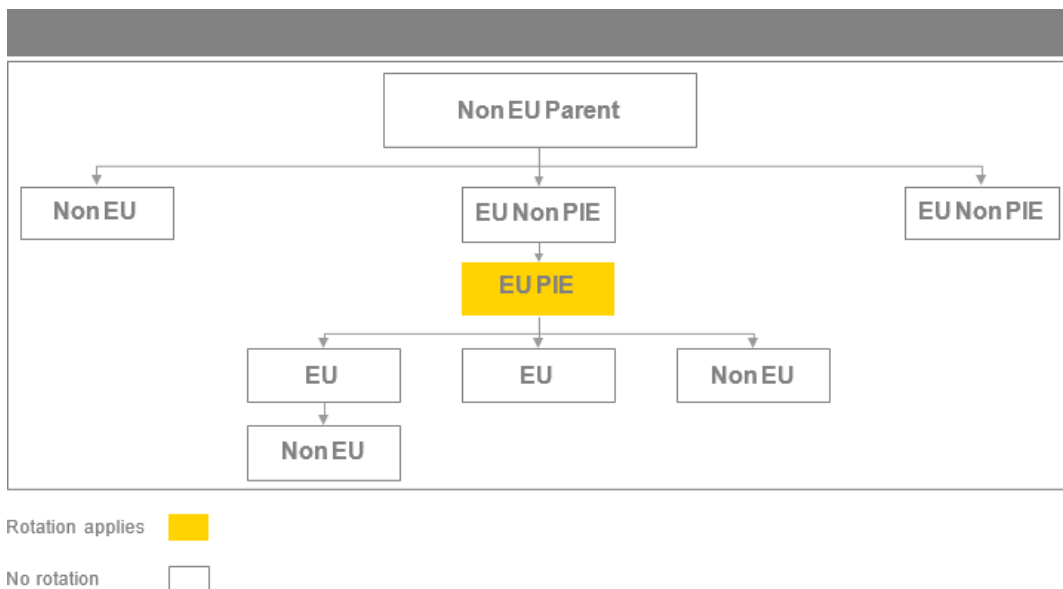 Non EU Parent
Non EU
EU Non PIE
EU Non PIE
EU PIE
EU
EU
Non EU
Non EU
Rotation applies
No rotation